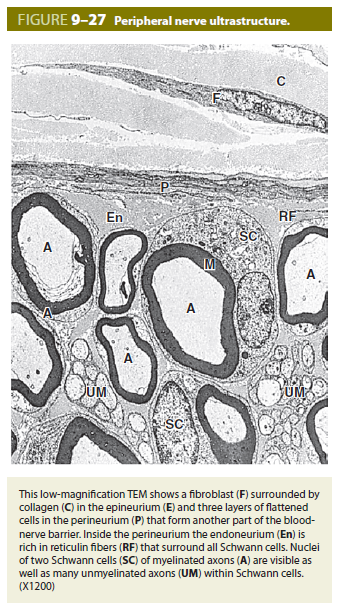 FIGURE 9–27 Peripheral nerve ultrastructure.
C
F
P
En
RF
SC
A
M
A
A
A
A
UM
UM
SC
This low-magnification TEM shows a fibroblast (F) surrounded by
collagen (C) in the epineurium (E) and three layers of flattened
cells in the perineurium (P) that form another part of the blood-
nerve barrier. Inside the perineurium the endoneurium (En) is
rich in reticulin fibers (RF) that surround all Schwann cells. Nuclei
of two Schwann cells (SC) of myelinated axons (A) are visible as
well as many unmyelinated axons (UM) within Schwann cells.
(X1200)